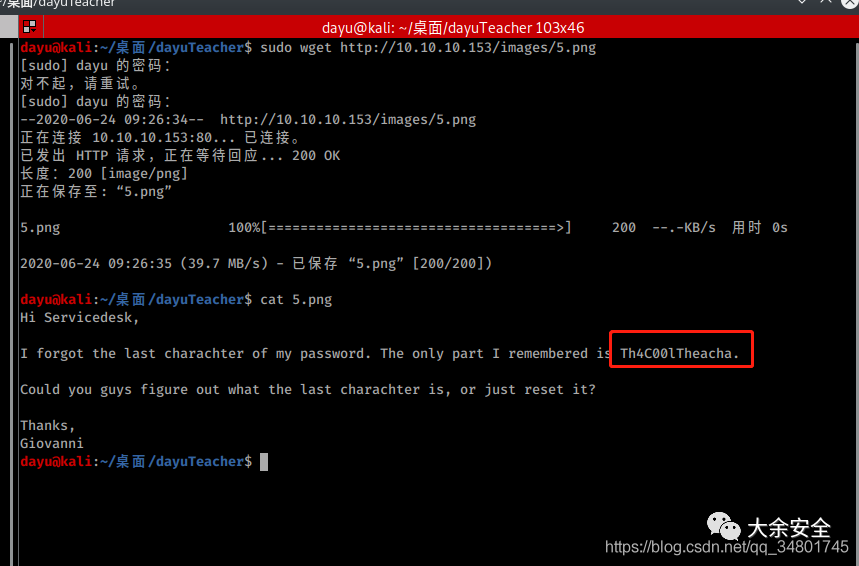 ~/桌面/dayuTeacher
dayu@kali: ~/桌面/dayuTeacher 103x46
dayu@kali:~/桌面/dayuTeacher$ sudo wget http://10.10.10.153/images/5.png
[sudo] dayu 的密码：
对不起，请重试。
[sudo] dayu 的密码：
--2020-06-24 09:26:34--  http://10.10.10.153/images/5.png
正在连接 10.10.10.153:80... 已连接。
已发出 HTTP 请求，正在等待回应... 200 OK
长度：200 [image/png]
正在保存至: “5.png”
5.png 100%[====================================>] 200 --.-KB/s 用时 0s
2020-06-24 09:26:35 (39.7 MB/s) - 已保存 “5.png” [200/200])
dayu@kali:~/桌面/dayuTeacher$ cat 5.png
Hi Servicedesk,
I forgot the last charachter of my password. The only part I remembered is Th4C00lTheacha.
Could you guys figure out what the last charachter is, or just reset it?
Thanks,
Giovanni
dayu@kali:~/桌面/dayuTeacher$
大余安全
https://blog.csdn.net/qq_34801745